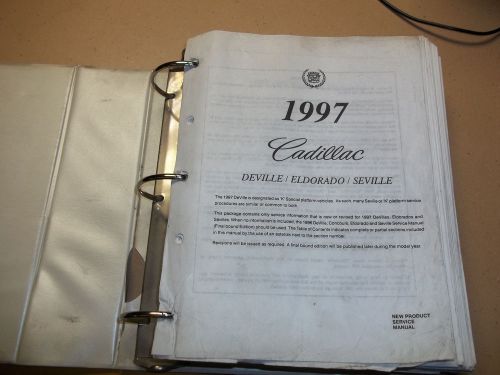 1997
Cadillac
DEVILLE / ELDORADO / SEVILLE
The 1997 DeVille is designated as "K" Special platform vehicles. As such, many Seville or "K" platform service
procedures are similar or common to both.
This package contains only service information that is new or revised for 1997 DeVilles, Eldorados and
Sevilles. When no information is included, the 1996 DeVille, Concours, Eldorado and Seville Service Manual
(Final bound edition) should be used. The Table of Contents indicates complete or partial sections included
in this manual by the use of an asterisk next to the section number.
Revisions will be issued as required. A final bound edition will be published later during the model year.
NEW PRODUCT
SERVICE
MANUAL